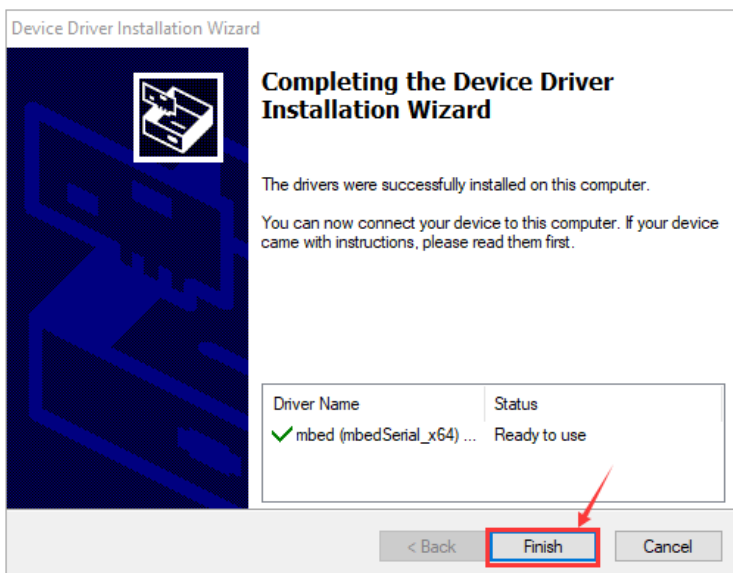 Device Driver Installation Wizard
Completing the Device Driver
Installation Wizard
The drivers were successfully installed on this computer.
You can now connect your device to this computer. If your device
came with instructions, please read them first.
Driver Name Status
mbed (mbedSerial_x64) ... Ready to use
< Back Finish Cancel